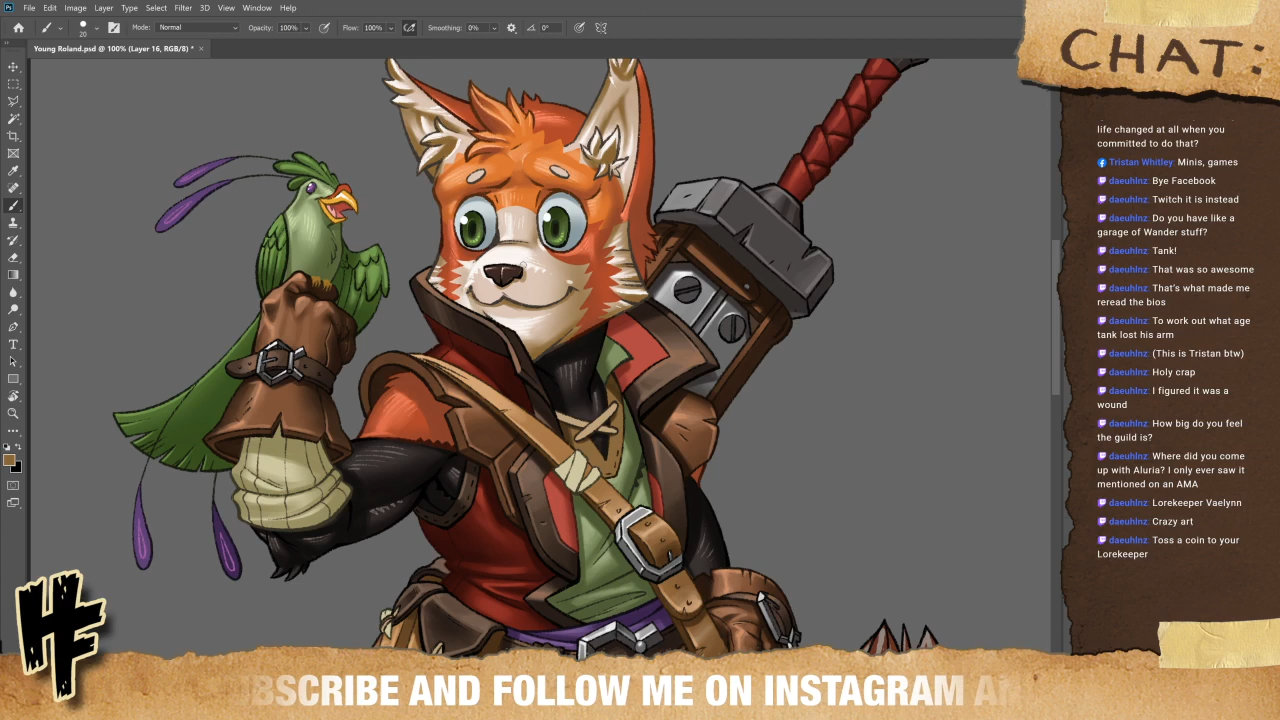 File Edit Image Layer Type Select Filter 3D View Window Help
20 Mode: Normal Opacity: 100% Flow: 100% Smoothing: 0% 0°
Young Roland.psd @ 100% (Layer 16, RGB/8) *
CHAT:
life changed at all when you
committed to do that?
Tristan Whitley: Minis, games
daeuhlnz: Bye Facebook
daeuhlnz: Twitch it is instead
daeuhlnz: Do you have like a
garage of Wander stuff?
daeuhlnz: Tank!
daeuhlnz: That was so awesome
daeuhlnz: That's what made me
reread the bios
daeuhlnz: To work out what age
tank lost his arm
daeuhlnz: (This is Tristan btw)
daeuhlnz: Holy crap
daeuhlnz: I figured it was a
wound
daeuhlnz: How big do you feel
the guild is?
daeuhlnz: Where did you come
up with Aluria? I only ever saw it
mentioned on an AMA
daeuhlnz: Lorekeeper Vaelynn
daeuhlnz: Crazy art
daeuhlnz: Toss a coin to your
Lorekeeper
HF
BSCRIBE AND FOLLOW ME ON INSTAGRAM A